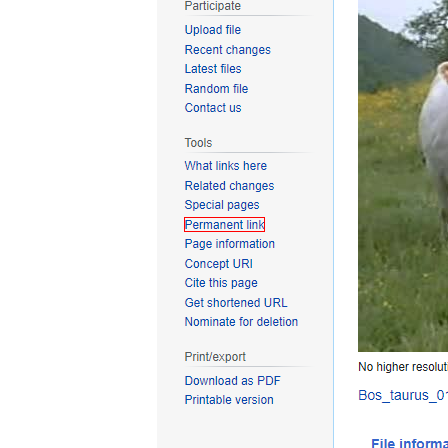 Participate
Upload file
Recent changes
Latest files
Random file
Contact us
Tools
What links here
Related changes
Special pages
Permanent link
Page information
Concept URI
Cite this page
Get shortened URL
Nominate for deletion
Print/export
Download as PDF
Printable version
No higher resolut
Bos_taurus_01
File informa